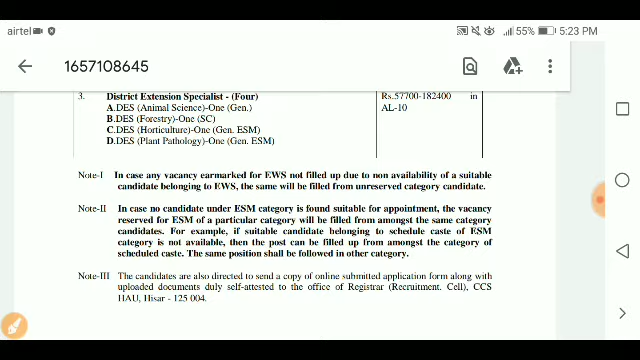 airtel 55% 5:23 PM
1657108645
3. District Extension Specialist - (Four) Rs.57700-182400 in
A.DES (Animal Science)-One (Gen.) AL-10
B.DES (Forestry)-One (SC)
C.DES (Horticulture)-One (Gen. ESM)
D.DES (Plant Pathology)-One (Gen. ESM)
Note-I In case any vacancy earmarked for EWS not filled up due to non availability of a suitable
candidate belonging to EWS, the same will be filled from unreserved category candidate.
Note-II In case no candidate under ESM category is found suitable for appointment, the vacancy
reserved for ESM of a particular category will be filled from amongst the same category
candidates. For example, if suitable candidate belonging to schedule caste of ESM
category is not available, then the post can be filled up from amongst the category of
scheduled caste. The same position shall be followed in other category.
Note-III The candidates are also directed to send a copy of online submitted application form along with
uploaded documents duly self-attested to the office of Registrar (Recruitment. Cell), CCS
HAU, Hisar - 125 004.